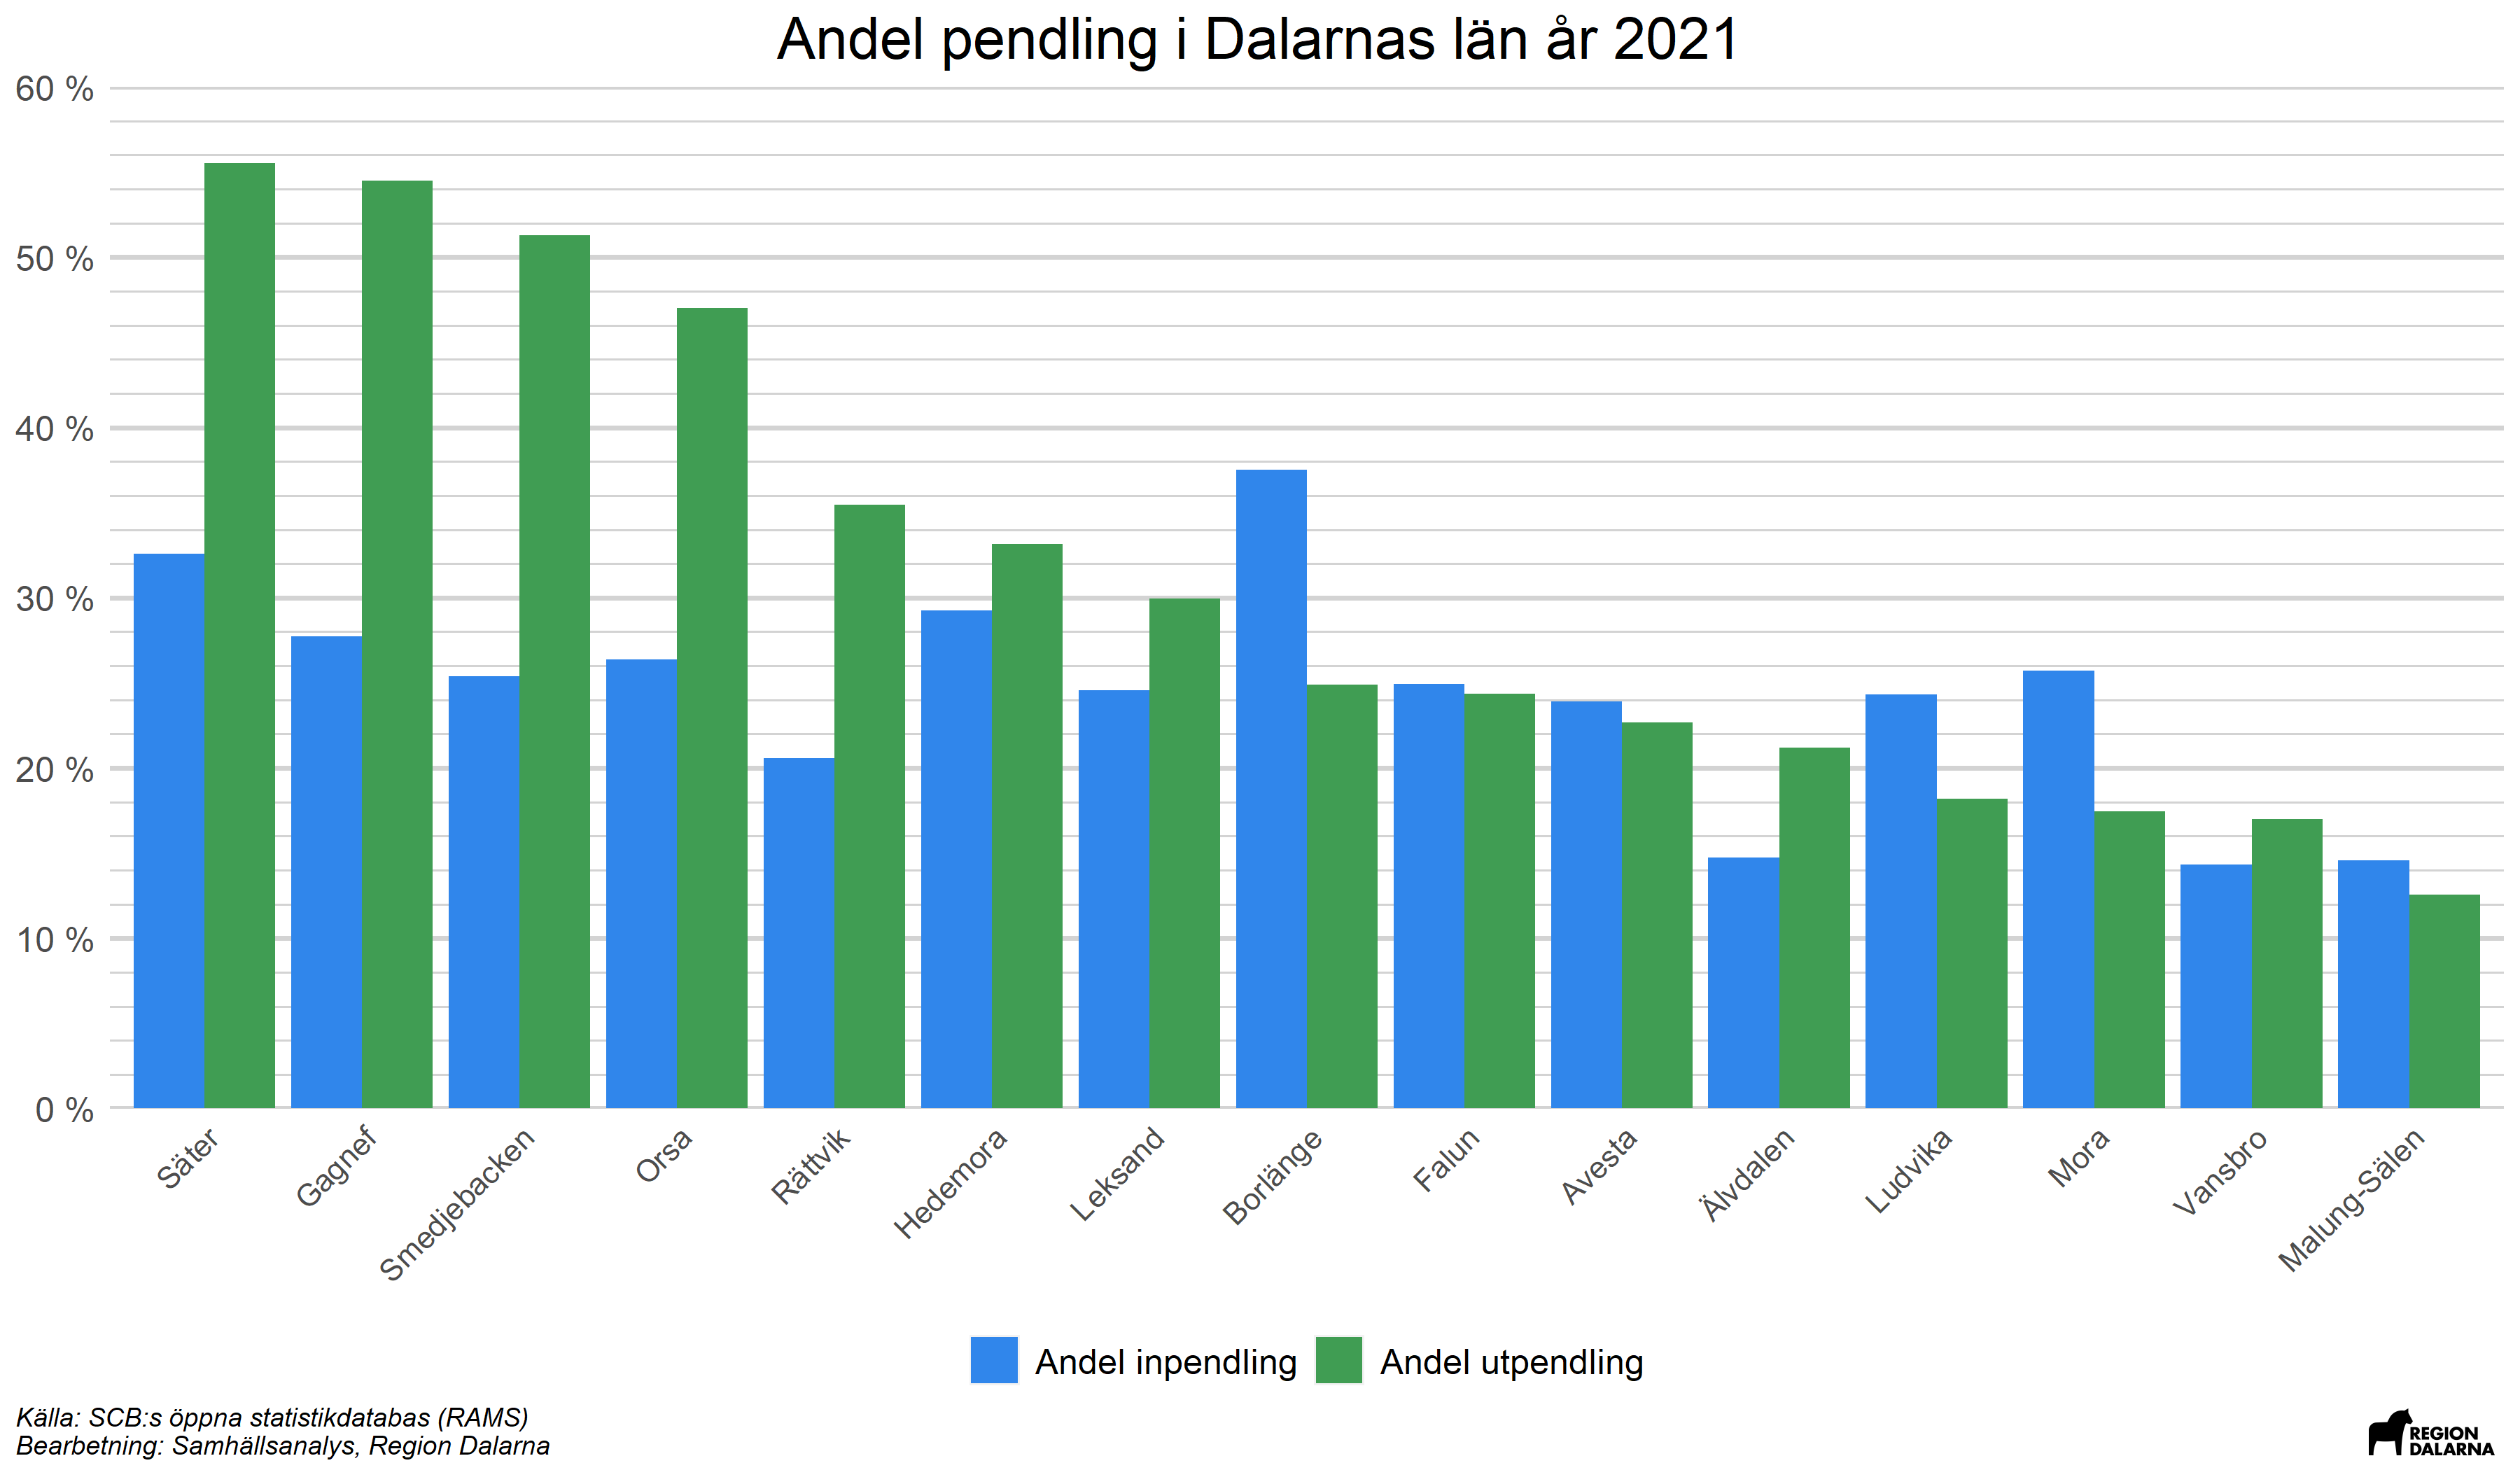 Andel pendling i Dalarnas län år 2021
60 %
50 %
40 %
30 %
20 %
10 %
0 %
Säter
Gagnef
Smedjebacken
Orsa
Rättvik
Hedemora
Leksand
Borlänge
Falun
Avesta
Älvdalen
Ludvika
Mora
Vansbro
Malung-Sälen
Andel inpendling
Andel utpendling
Källa: SCB:s öppna statistikdatabas (RAMS)
Bearbetning: Samhällsanalys, Region Dalarna
REGION
DALARNA